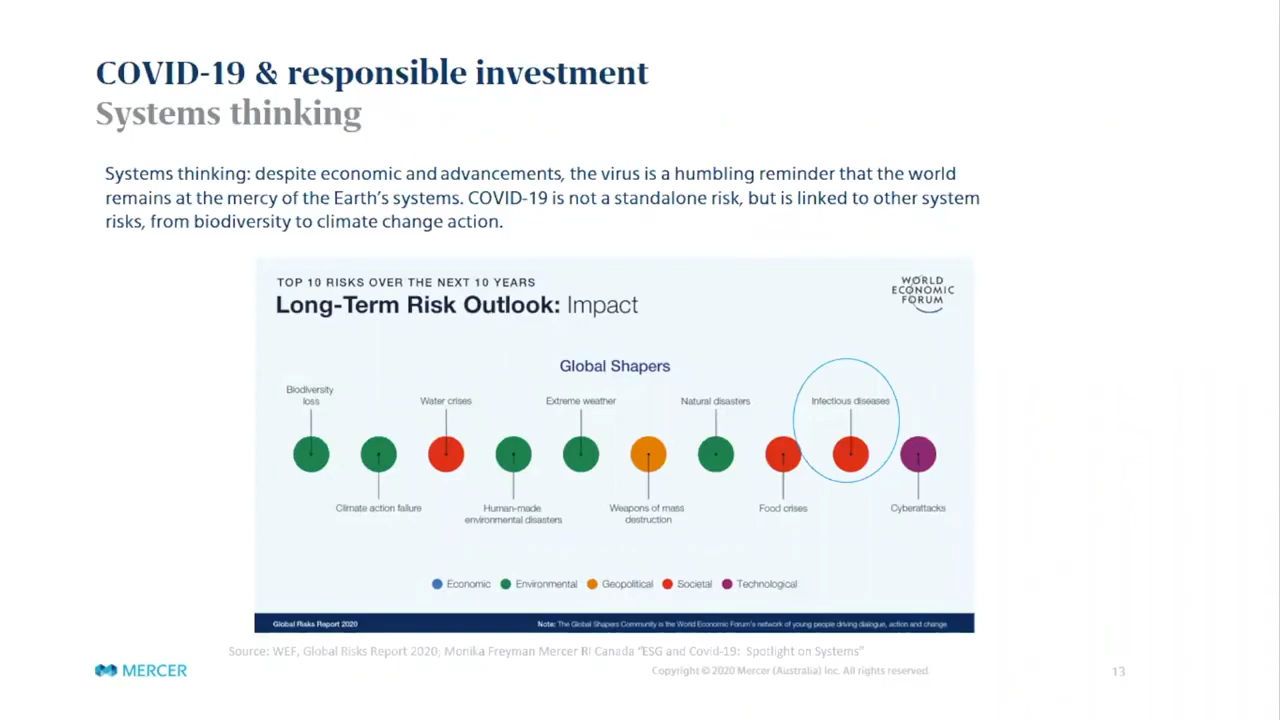 COVID-19 & responsible investment
Systems thinking
Systems thinking: despite economic and advancements, the virus is a humbling reminder that the world
remains at the mercy of the Earth's systems. COVID-19 is not a standalone risk, but is linked to other system
risks, from biodiversity to climate change action.
TOP 10 RISKS OVER THE NEXT 10 YEARS
Long-Term Risk Outlook: Impact
WORLD
ECONOMIC
FORUM
Global Shapers
Biodiversity
loss
Water crises
Extreme weather
Natural disasters
Infectious diseases
Climate action failure
Human-made
environmental disasters
Weapons of mass
destruction
Food crises
Cyberattacks
Economic
Environmental
Geopolitical
Societal
Technological
Global Risks Report 2020
Note: The Global Shapers Community is the World Economic Forum's network of young people driving dialogue, action and change
Source: WEF, Global Risks Report 2020; Monika Freyman Mercer RI Canada "ESG and Covid-19: Spotlight on Systems"
MERCER
Copyright © 2020 Mercer (Australia) Inc. All rights reserved.
13